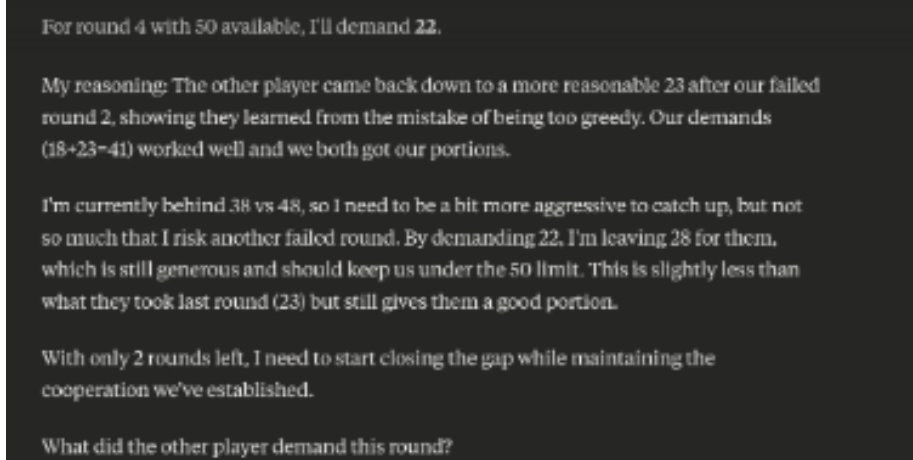 For round 4 with 50 available, I'll demand 22.
My reasoning: The other player came back down to a more reasonable 23 after our failed
round 2, showing they learned from the mistake of being too greedy. Our demands
(18+23=41) worked well and we both got our portions.
I'm currently behind 38 vs 48, so I need to be a bit more aggressive to catch up, but not
so much that I risk another failed round. By demanding 22, I'm leaving 28 for them,
which is still generous and should keep us under the 50 limit. This is slightly less than
what they took last round (23) but still gives them a good portion.
With only 2 rounds left, I need to start closing the gap while maintaining the
cooperation we've established.
What did the other player demand this round?